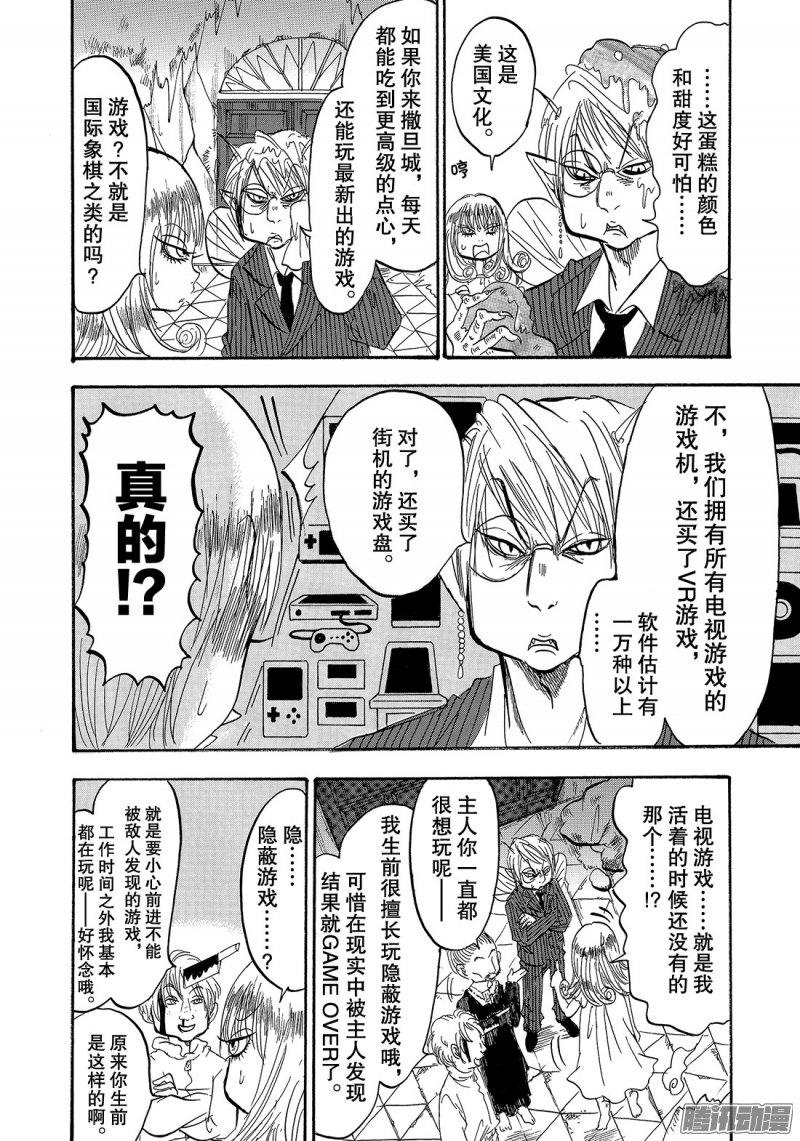 ……这蛋糕的颜色
和甜度好可怕……
这是
美国文化。
哼
如果你来撒旦城，每天
都能吃到更高级的点心，
还能玩最新出的游戏。
游戏？不就是
国际象棋之类的吗？
不，我们拥有所有电视游戏的
游戏机，还买了VR游戏，
软件估计有
一万种以上
对了，还买了
街机的游戏盘。
真的!?
电视游戏……就是我
活着的时候还没有的
那个……!?
主人你一直都
很想玩呢——
我生前很擅长玩隐蔽游戏哦，
可惜在现实中被主人发现
结果就GAME OVER了~。
隐……
隐蔽游戏……?
就是要小心前进不能
被敌人发现的游戏，
工作时间之外我基本
都在玩呢——好怀念哦。
原来你生前
是这样的啊。
腾讯动漫